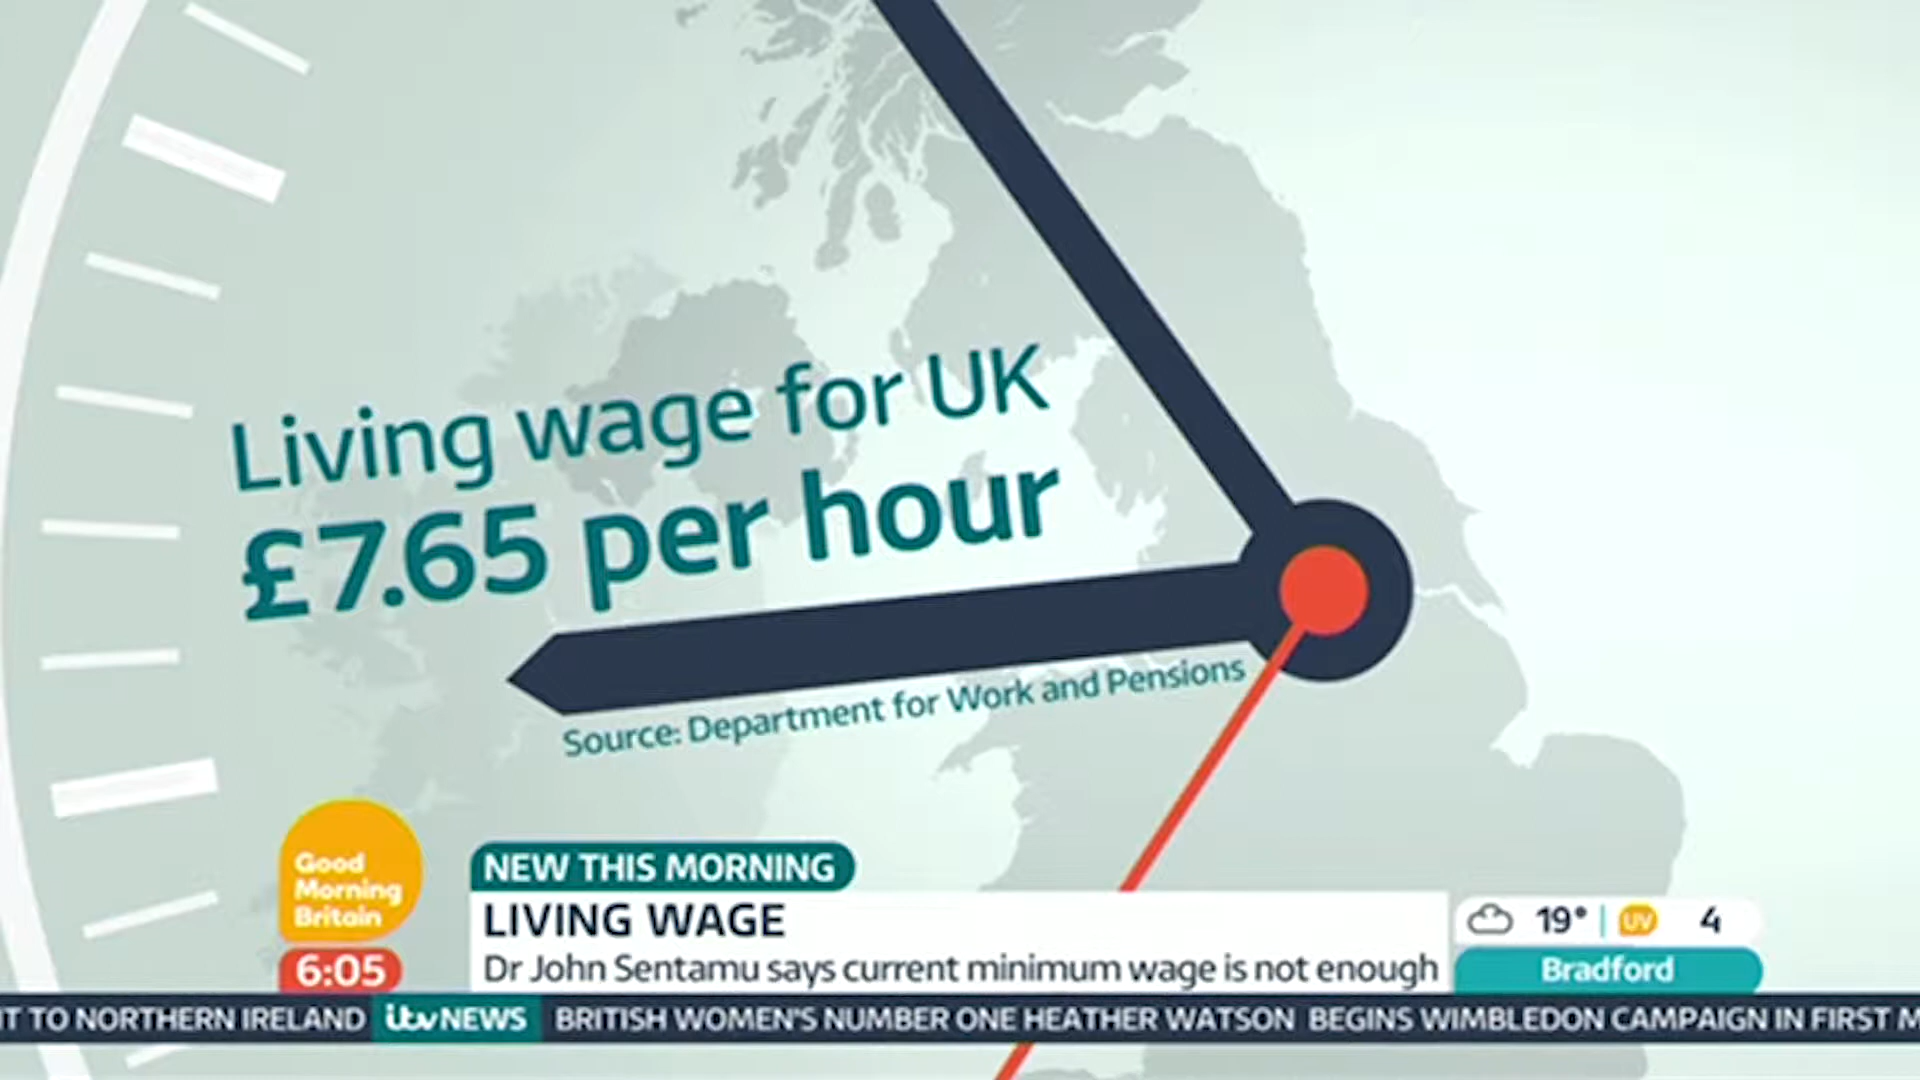 Living wage for UK
£7.65 per hour
Source: Department for Work and Pensions
Good
Morning
Britain
6:05
NEW THIS MORNING
LIVING WAGE
Dr John Sentamu says current minimum wage is not enough
19° UV 4
Bradford
TO NORTHERN IRELAND itv NEWS BRITISH WOMEN'S NUMBER ONE HEATHER WATSON BEGINS WIMBLEDON CAMPAIGN IN FIRST